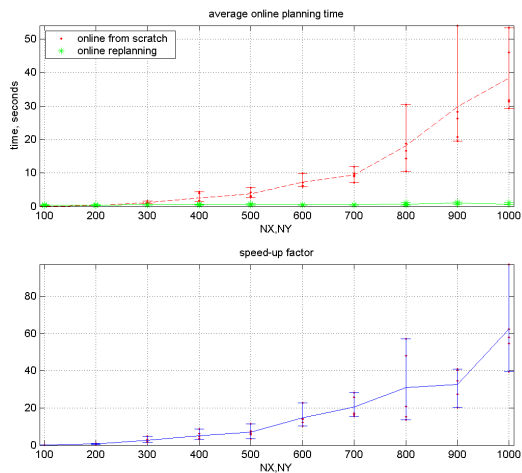 average online planning time
50
online from scratch
online replanning
40
30
20
10
0
time, seconds
100 200 300 400 500 600 700 800 900 1000
NX,NY
speed-up factor
80
60
40
20
0
100 200 300 400 500 600 700 800 900 1000
NX,NY